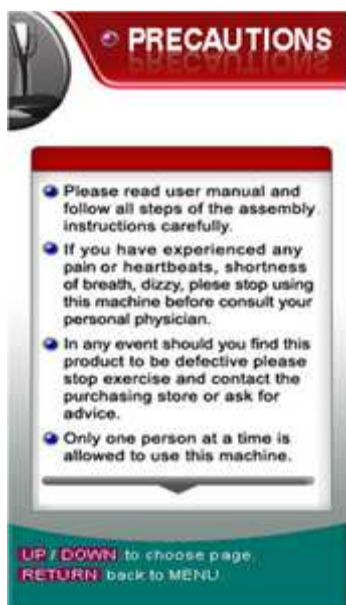 PRECAUTIONS
Please read user manual and
follow all steps of the assembly
instructions carefully.
If you have experienced any
pain or heartbeats, shortness
of breath, dizzy, plese stop using
this machine before consult your
personal physician.
In any event should you find this
product to be defective please
stop exercise and contact the
purchasing store or ask for
advice.
Only one person at a time is
allowed to use this machine.
UP / DOWN to choose page.
RETURN back to MENU